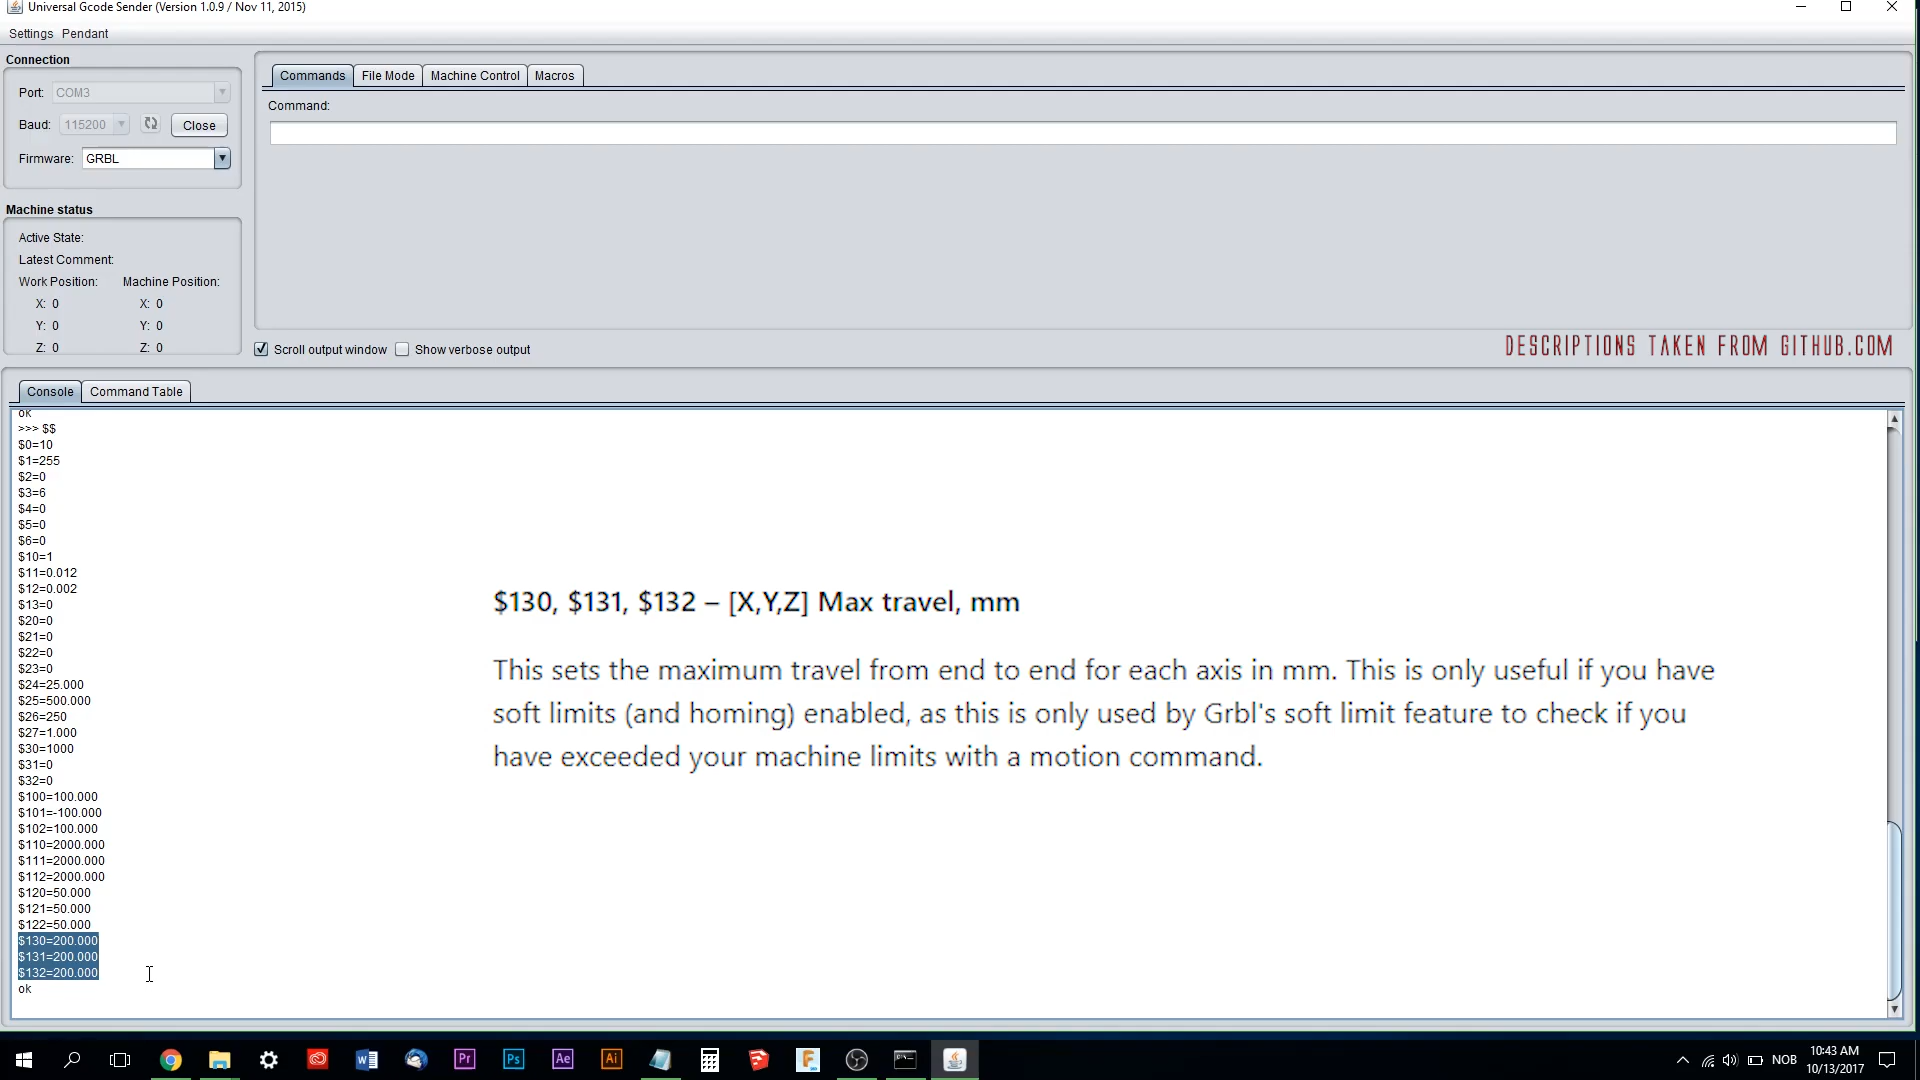 Universal Gcode Sender (Version 1.0.9 / Nov 11, 2015)
Settings Pendant
Connection
Port: COM3
Baud: 115200 Close
Firmware: GRBL
Machine status
Active State:
Latest Comment:
Work Position: Machine Position:
X: 0 X: 0
Y: 0 Y: 0
Z: 0 Z: 0
Commands File Mode Machine Control Macros
Command:
Scroll output window Show verbose output
DESCRIPTIONS TAKEN FROM GITHUB.COM
Console Command Table
ok
>>> $$
$0=10
$1=255
$2=0
$3=6
$4=0
$5=0
$6=0
$10=1
$11=0.012
$12=0.002
$13=0
$20=0
$21=0
$22=0
$23=0
$24=25.000
$25=500.000
$26=250
$27=1.000
$30=1000
$31=0
$32=0
$100=100.000
$101=-100.000
$102=100.000
$110=2000.000
$111=2000.000
$112=2000.000
$120=50.000
$121=50.000
$122=50.000
$130=200.000
$131=200.000
$132=200.000
ok
$130, $131, $132 – [X,Y,Z] Max travel, mm
This sets the maximum travel from end to end for each axis in mm. This is only useful if you have
soft limits (and homing) enabled, as this is only used by Grbl's soft limit feature to check if you
have exceeded your machine limits with a motion command.
Pr Ps Ae Ai
NOB
10:43 AM
10/13/2017